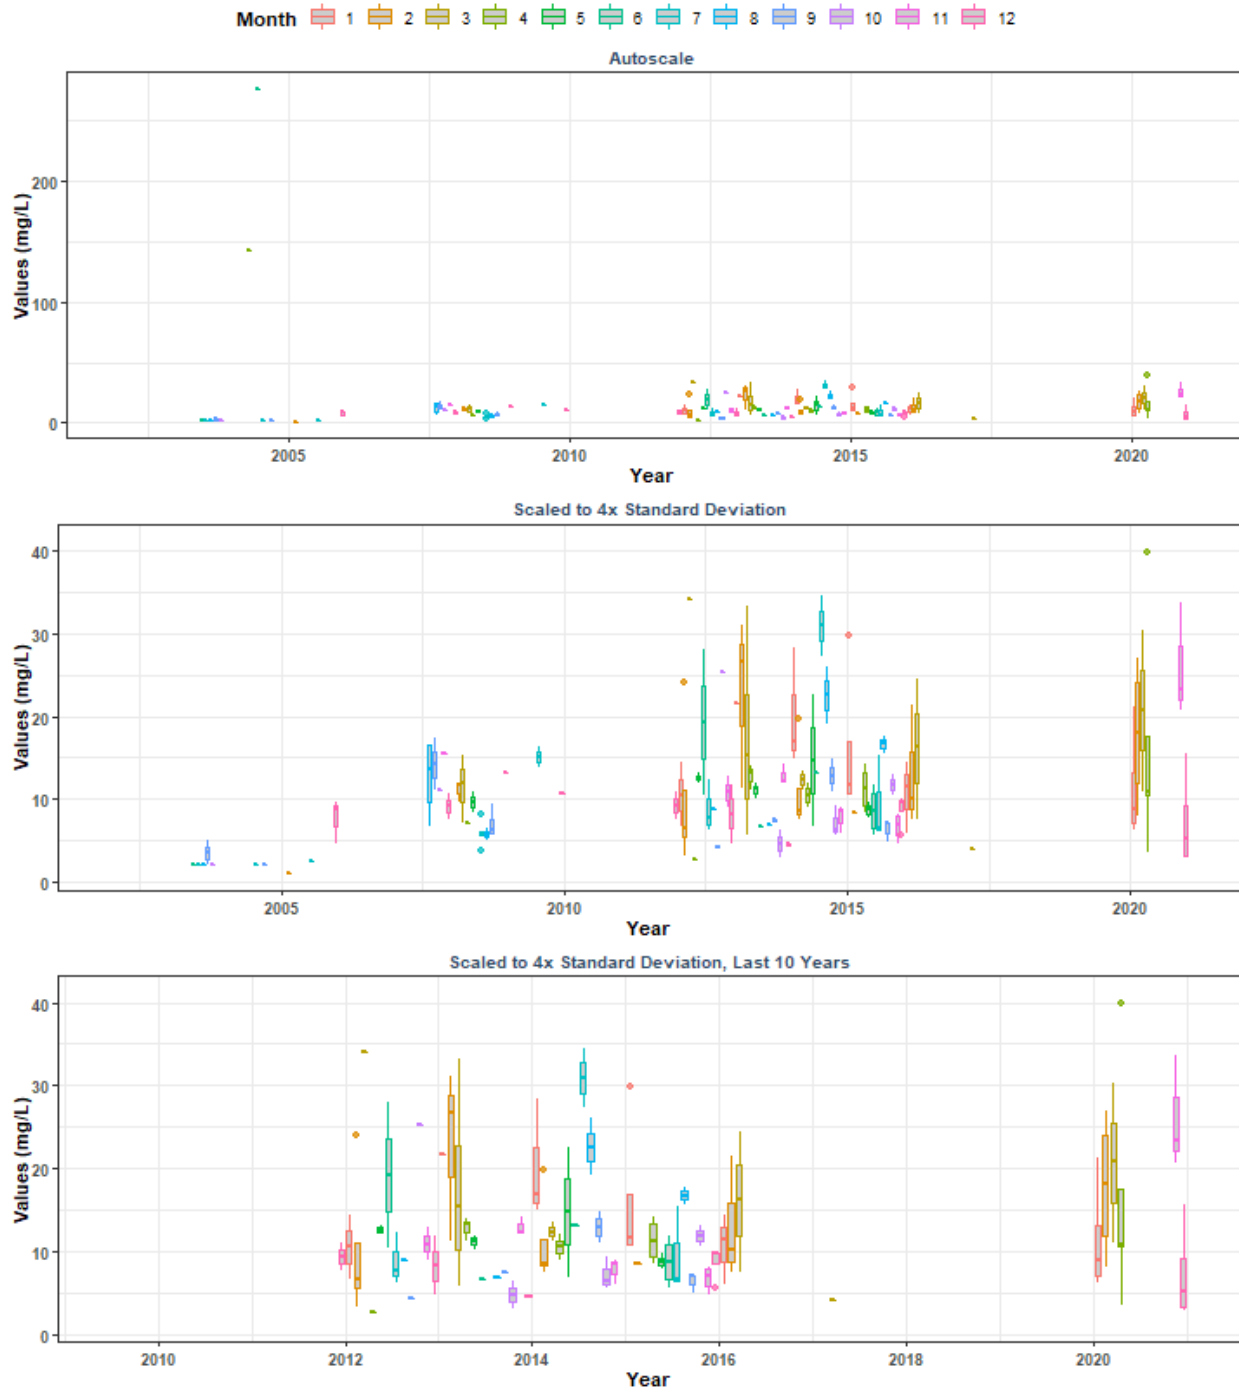 Month 1 2 3 4 5 6 7 8 9 10 11 12
Autoscale
Values (mg/L)
200
100
0
2005 2010 2015 2020
Year
Scaled to 4x Standard Deviation
Values (mg/L)
40
30
20
10
0
2005 2010 2015 2020
Year
Scaled to 4x Standard Deviation, Last 10 Years
Values (mg/L)
40
30
20
10
0
2010 2012 2014 2016 2018 2020
Year